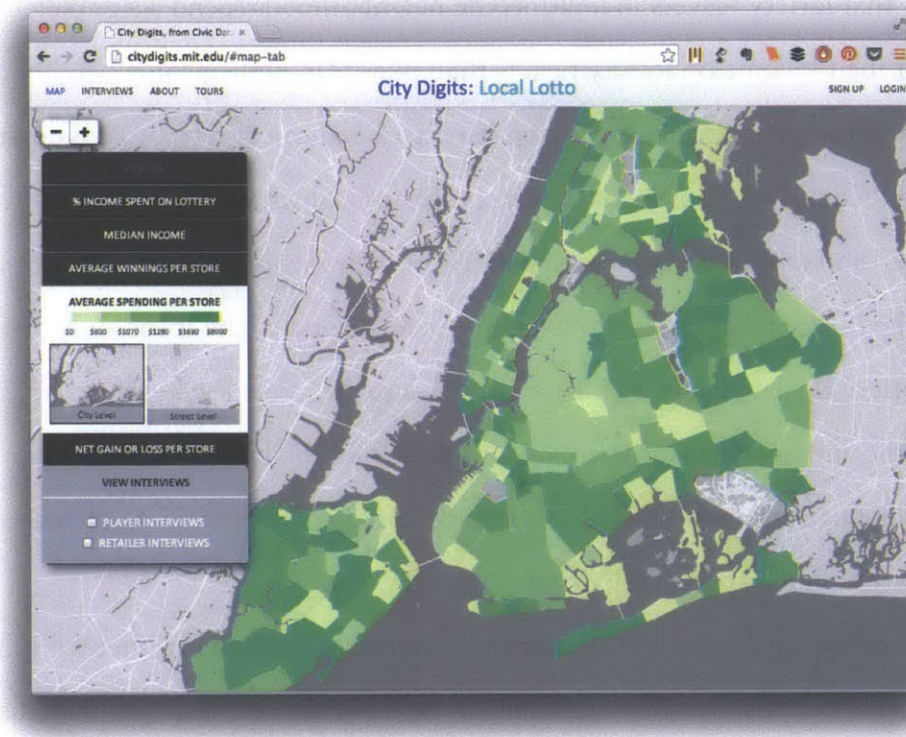 City Digits, from Civic Dat
citydigits.mit.edu/#map-tab
MAP INTERVIEWS ABOUT TOURS
City Digits: Local Lotto
SIGN UP LOGIN
% INCOME SPENT ON LOTTERY
MEDIAN INCOME
AVERAGE WINNINGS PER STORE
AVERAGE SPENDING PER STORE
$0 $800 $1070 $1280 $1630 $8000
City Level Street Level
NET GAIN OR LOSS PER STORE
VIEW INTERVIEWS
PLAYER INTERVIEWS
RETAILER INTERVIEWS